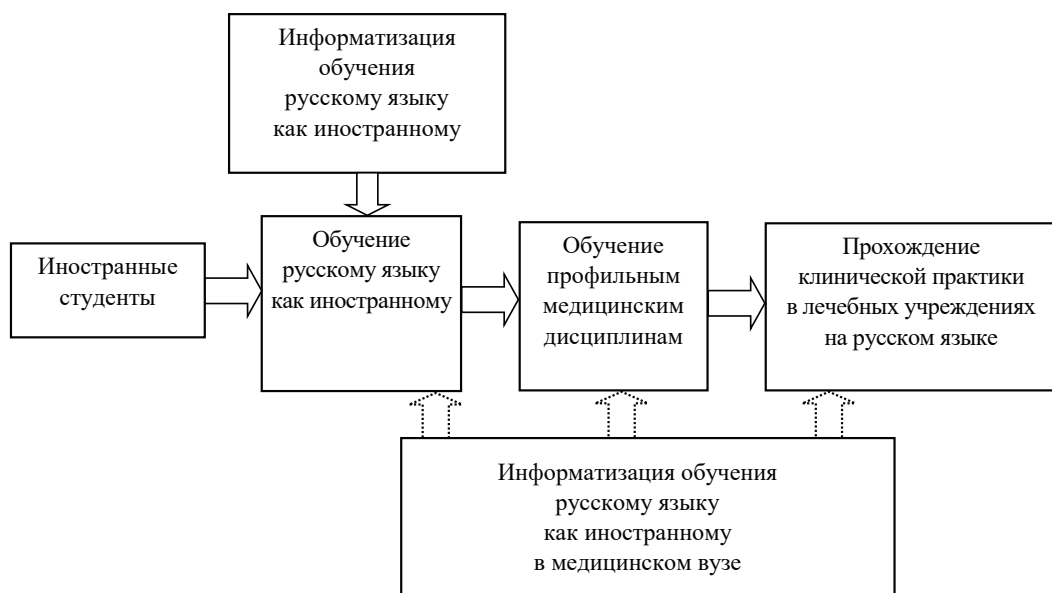 Информатизация
обучения
русскому языку
как иностранному
Иностранные
студенты
Обучение
русскому языку
как иностранному
Обучение
профильным
медицинским
дисциплинам
Прохождение
клинической практики
в лечебных учреждениях
на русском языке
Информатизация обучения
русскому языку
как иностранному
в медицинском вузе